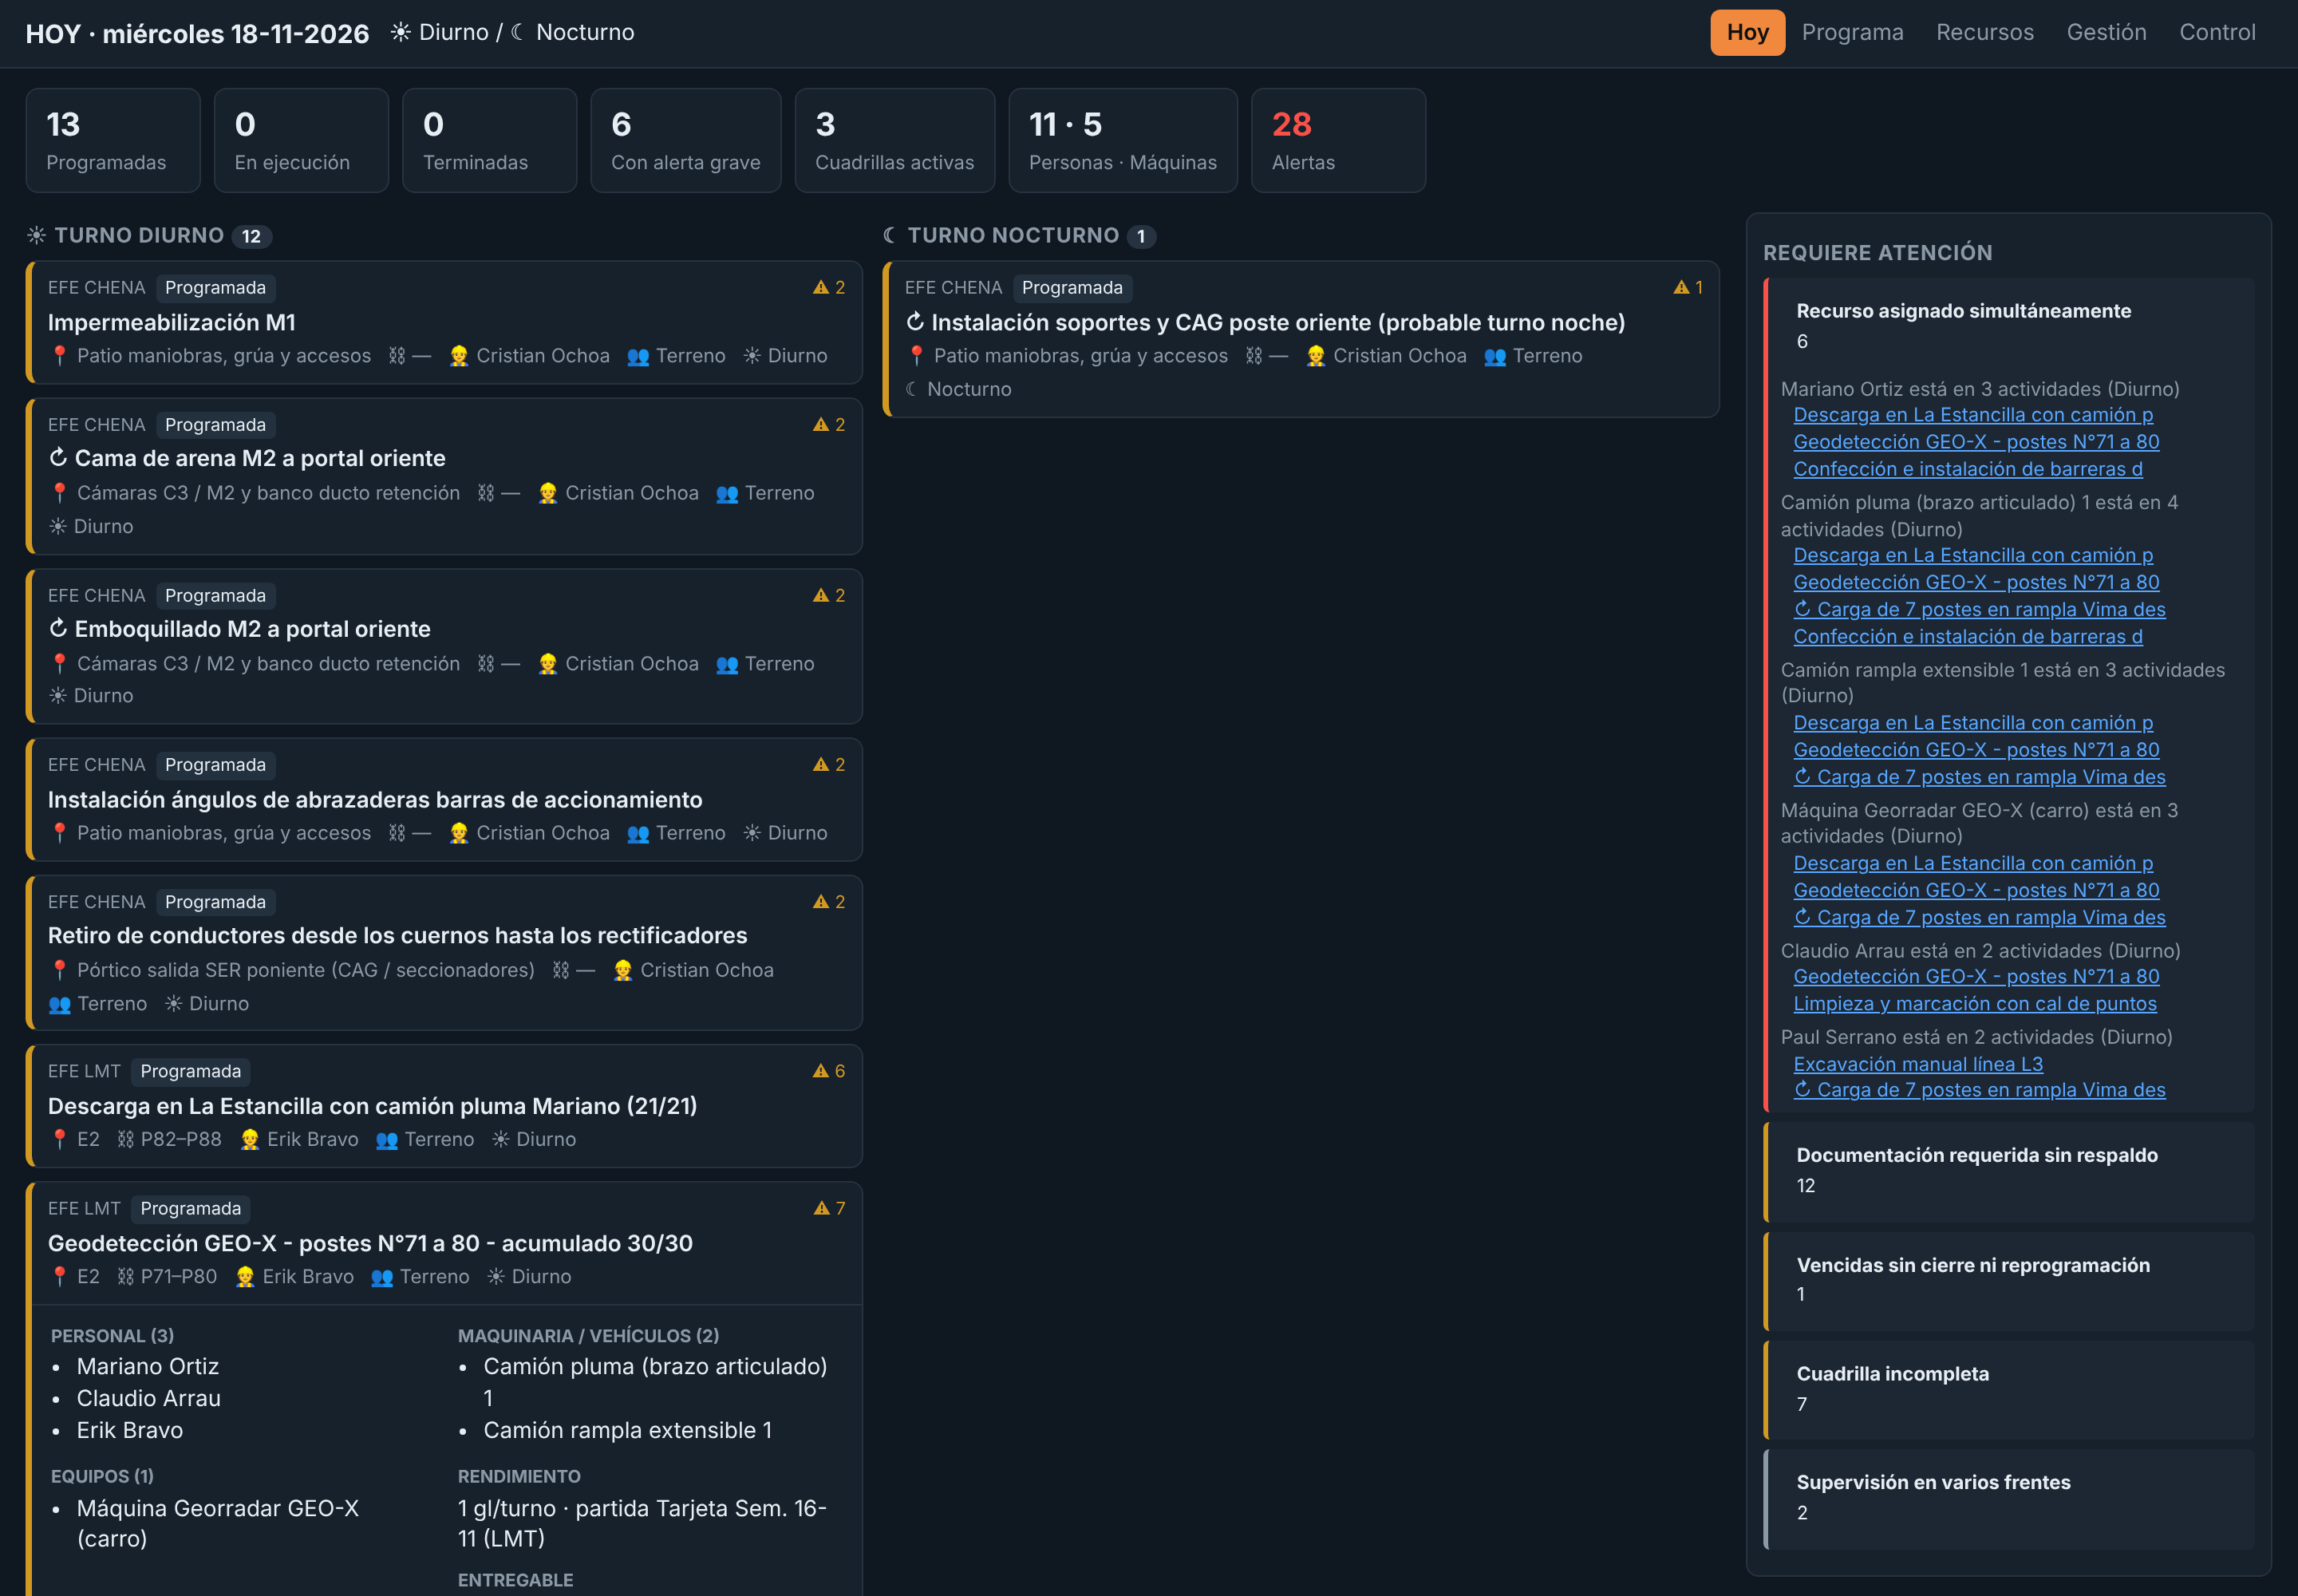 HOY · miércoles 18-11-2026 ☀ Diurno / ☾ Nocturno
Hoy Programa Recursos Gestión Control
13
Programadas
0
En ejecución
0
Terminadas
6
Con alerta grave
3
Cuadrillas activas
11 · 5
Personas · Máquinas
28
Alertas
☀ TURNO DIURNO 12
EFE CHENA Programada ⚠ 2
Impermeabilización M1
📍 Patio maniobras, grúa y accesos ⛓ — 👷 Cristian Ochoa 👥 Terreno ☀ Diurno
EFE CHENA Programada ⚠ 2
↻ Cama de arena M2 a portal oriente
📍 Cámaras C3 / M2 y banco ducto retención ⛓ — 👷 Cristian Ochoa 👥 Terreno
☀ Diurno
EFE CHENA Programada ⚠ 2
↻ Emboquillado M2 a portal oriente
📍 Cámaras C3 / M2 y banco ducto retención ⛓ — 👷 Cristian Ochoa 👥 Terreno
☀ Diurno
EFE CHENA Programada ⚠ 2
Instalación ángulos de abrazaderas barras de accionamiento
📍 Patio maniobras, grúa y accesos ⛓ — 👷 Cristian Ochoa 👥 Terreno ☀ Diurno
EFE CHENA Programada ⚠ 2
Retiro de conductores desde los cuernos hasta los rectificadores
📍 Pórtico salida SER poniente (CAG / seccionadores) ⛓ — 👷 Cristian Ochoa
👥 Terreno ☀ Diurno
EFE LMT Programada ⚠ 6
Descarga en La Estancilla con camión pluma Mariano (21/21)
📍 E2 ⛓ P82–P88 👷 Erik Bravo 👥 Terreno ☀ Diurno
EFE LMT Programada ⚠ 7
Geodetección GEO-X - postes N°71 a 80 - acumulado 30/30
📍 E2 ⛓ P71–P80 👷 Erik Bravo 👥 Terreno ☀ Diurno
PERSONAL (3)
• Mariano Ortiz
• Claudio Arrau
• Erik Bravo
MAQUINARIA / VEHÍCULOS (2)
• Camión pluma (brazo articulado)
1
• Camión rampla extensible 1
EQUIPOS (1)
• Máquina Georradar GEO-X
(carro)
RENDIMIENTO
1 gl/turno · partida Tarjeta Sem. 16-
11 (LMT)
ENTREGABLE
☾ TURNO NOCTURNO 1
EFE CHENA Programada ⚠ 1
↻ Instalación soportes y CAG poste oriente (probable turno noche)
📍 Patio maniobras, grúa y accesos ⛓ — 👷 Cristian Ochoa 👥 Terreno
☾ Nocturno
REQUIERE ATENCIÓN
Recurso asignado simultáneamente
6
Mariano Ortiz está en 3 actividades (Diurno)
Descarga en La Estancilla con camión p
Geodetección GEO-X - postes N°71 a 80
Confección e instalación de barreras d
Camión pluma (brazo articulado) 1 está en 4
actividades (Diurno)
Descarga en La Estancilla con camión p
Geodetección GEO-X - postes N°71 a 80
↻ Carga de 7 postes en rampla Vima des
Confección e instalación de barreras d
Camión rampla extensible 1 está en 3 actividades
(Diurno)
Descarga en La Estancilla con camión p
Geodetección GEO-X - postes N°71 a 80
↻ Carga de 7 postes en rampla Vima des
Máquina Georradar GEO-X (carro) está en 3
actividades (Diurno)
Descarga en La Estancilla con camión p
Geodetección GEO-X - postes N°71 a 80
↻ Carga de 7 postes en rampla Vima des
Claudio Arrau está en 2 actividades (Diurno)
Geodetección GEO-X - postes N°71 a 80
Limpieza y marcación con cal de puntos
Paul Serrano está en 2 actividades (Diurno)
Excavación manual línea L3
↻ Carga de 7 postes en rampla Vima des
Documentación requerida sin respaldo
12
Vencidas sin cierre ni reprogramación
1
Cuadrilla incompleta
7
Supervisión en varios frentes
2